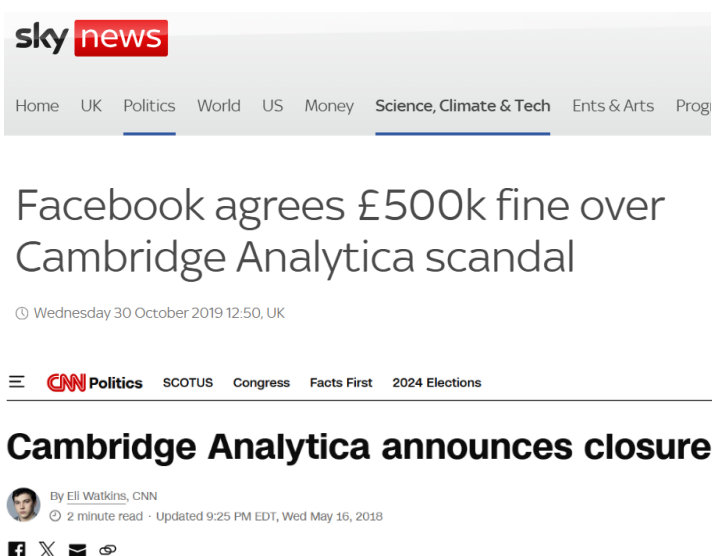 sky news
Home UK Politics World US Money Science, Climate & Tech Ents & Arts Prog
Facebook agrees £500k fine over
Cambridge Analytica scandal
Wednesday 30 October 2019 12:50, UK
CNN Politics SCOTUS Congress Facts First 2024 Elections
Cambridge Analytica announces closure
By Eli Watkins, CNN
2 minute read · Updated 9:25 PM EDT, Wed May 16, 2018